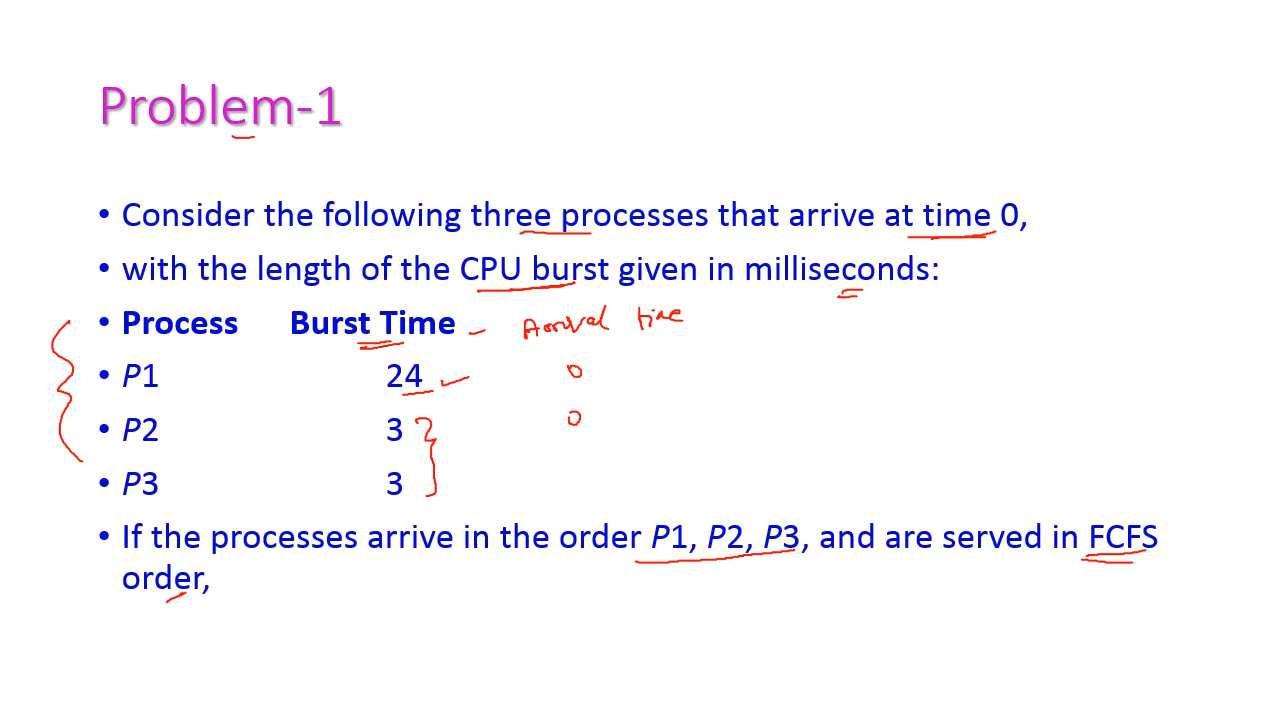 Problem-1
• Consider the following three processes that arrive at time 0,
• with the length of the CPU burst given in milliseconds:
• Process Burst Time - Arrival time
• P1 24 0
• P2 3 0
• P3 3
• If the processes arrive in the order P1, P2, P3, and are served in FCFS
order,